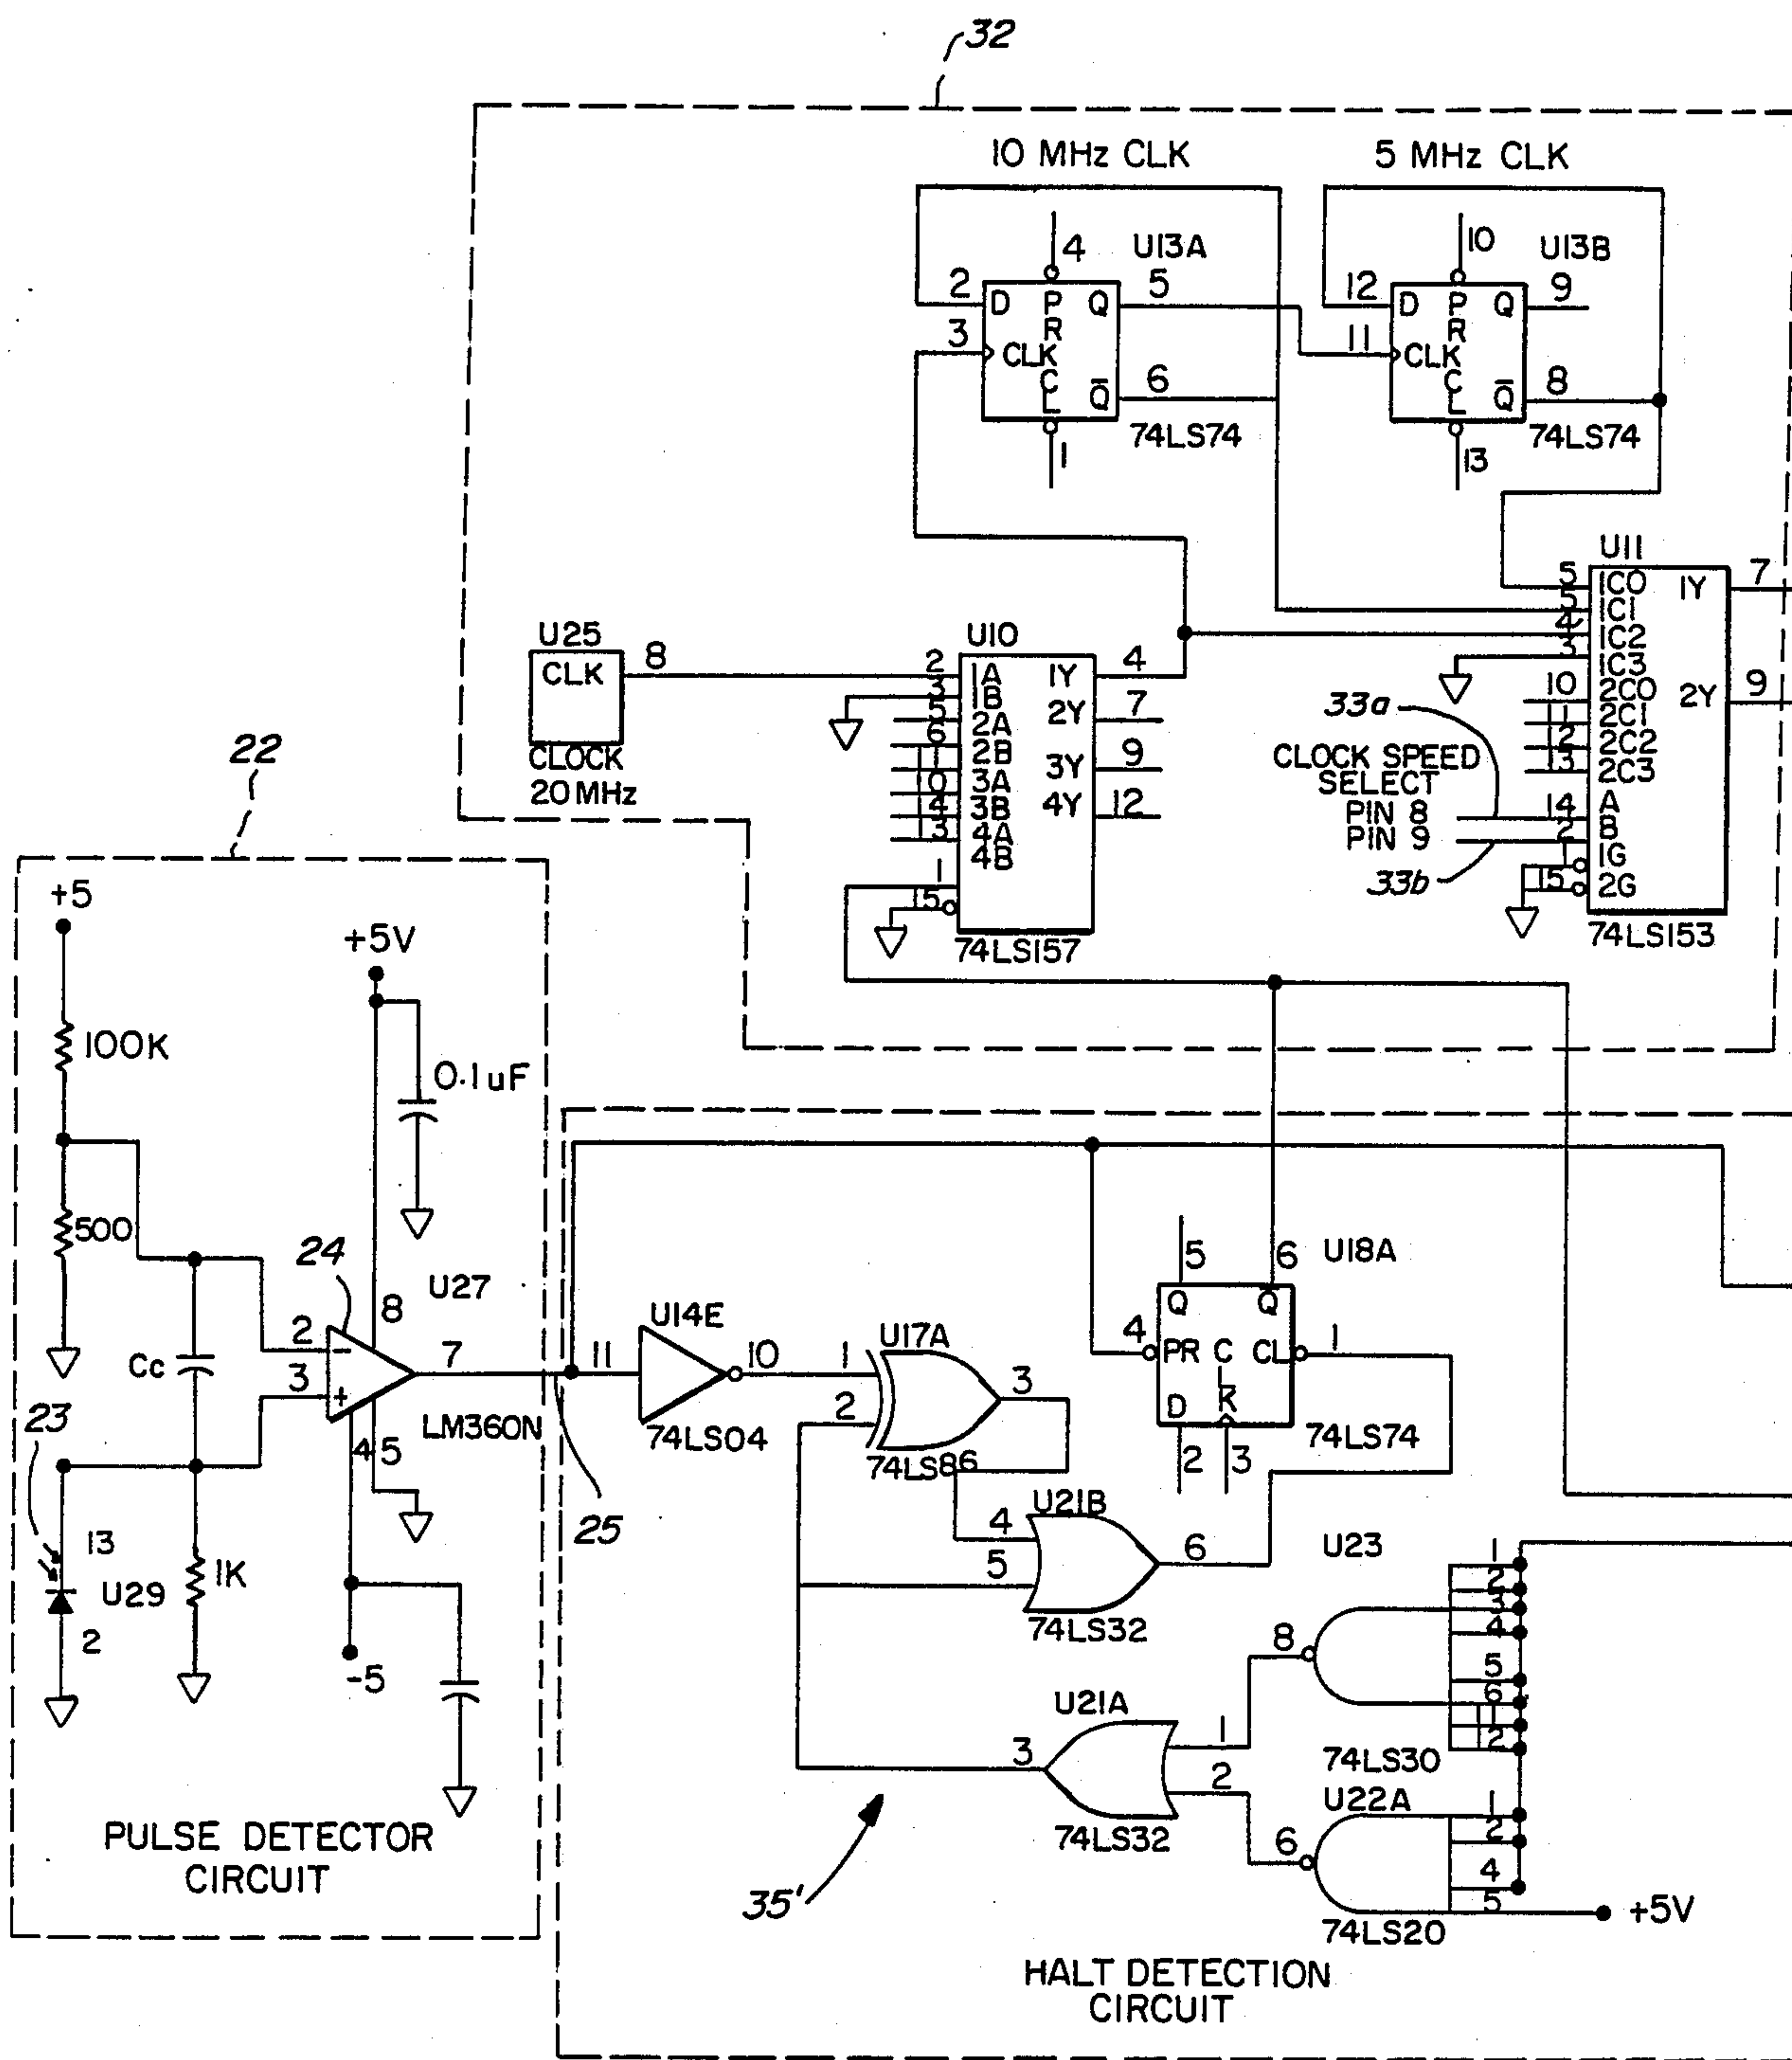 32
10 MHz CLK
5 MHz CLK
4
U13A
10
U13B
2
D
P
R
Q
5
3
CLK
C
L
Q̅
6
74LS74
1
12
D
P
R
Q
9
11
CLK
C
L
Q̅
8
74LS74
13
U25
CLK
8
CLOCK
20 MHz
U10
2
1A
1Y
4
3
1B
5
2A
2Y
7
6
2B
3A
3Y
9
3B
4Y
12
4A
4B
1
15
74LS157
U11
5
1C0
1Y
7
1C1
4
1C2
3
1C3
10
2C0
2Y
9
11
2C1
12
2C2
13
2C3
33a
CLOCK SPEED
SELECT
PIN 8
PIN 9
33b
14
A
2
B
1
1G
15
2G
74LS153
22
+5
+5V
100K
0.1uF
500
24
U27
8
2
-
7
3
+
Cc
LM360N
4
5
23
13
U29
2
1K
-5
25
PULSE DETECTOR
CIRCUIT
U14E
11
10
74LS04
U17A
1
2
3
74LS86
5
6
U18A
Q
Q̅
4
PR
C
L
K
CL
1
D
2
3
74LS74
U21B
4
5
6
74LS32
U23
1
2
3
4
5
6
11
12
8
74LS30
U21A
3
1
2
74LS32
U22A
1
2
4
5
6
74LS20
+5V
35'
HALT DETECTION
CIRCUIT